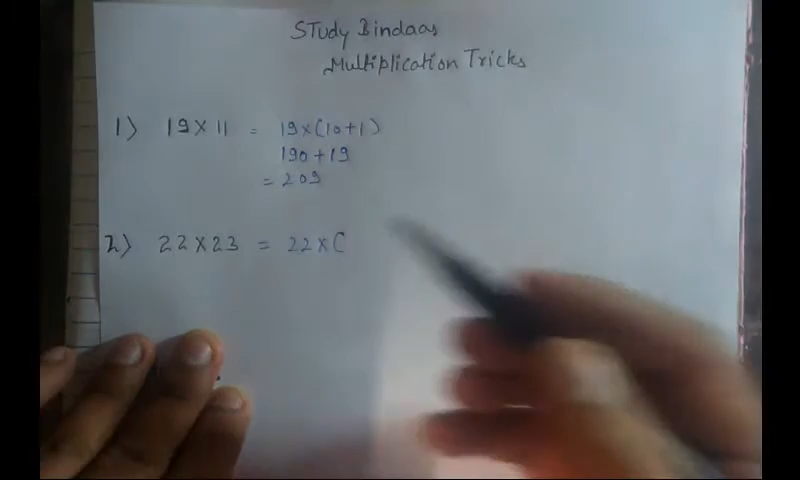 STudy Bindaas
Multiplication Tricks
1) 19 × 11 = 19 × (10 + 1)
190 + 19
= 209
2) 22 × 23 = 22 × (